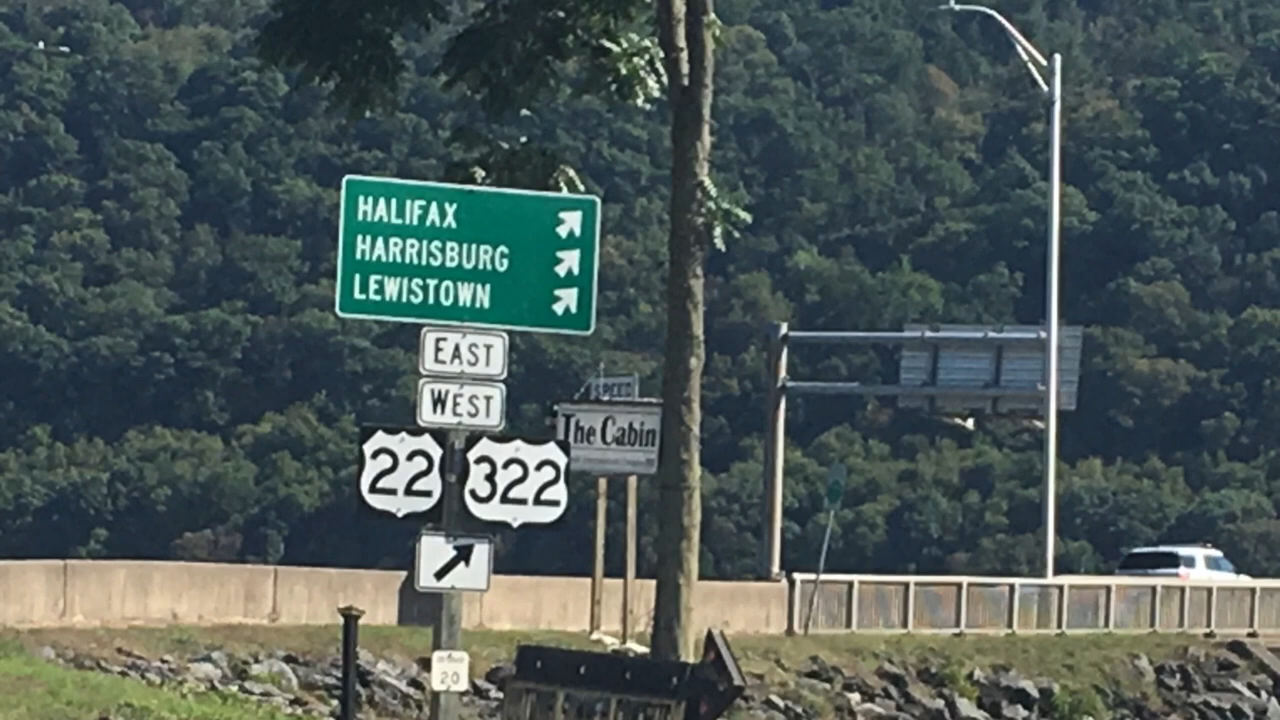 HALIFAX
HARRISBURG
LEWISTOWN
EAST
WEST
22
322
SPEED
The Cabin
20